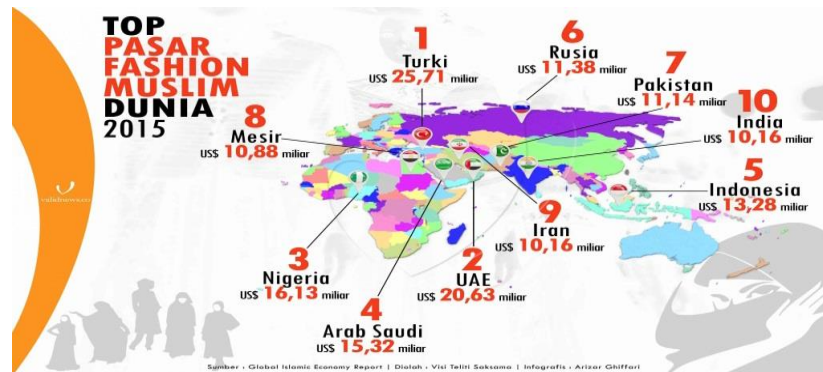 TOP
PASAR
FASHION
MUSLIM
DUNIA
2015
1
Turki
US$ 25,71 miliar
6
Rusia
US$ 11,38 miliar
7
Pakistan
US$ 11,14 miliar
10
India
US$ 10,16 miliar
8
Mesir
US$ 10,88 miliar
5
Indonesia
US$ 13,28 miliar
9
Iran
US$ 10,16 miliar
3
Nigeria
US$ 16,13 miliar
2
UAE
US$ 20,63 miliar
4
Arab Saudi
US$ 15,32 miliar
validnews.co
Sumber : Global Islamic Economy Report | Diolah : Visi Teliti Saksama | Infografis : Arizar Ghiffari